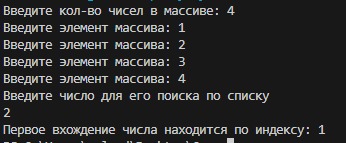 Введите кол-во чисел в массиве: 4
Введите элемент массива: 1
Введите элемент массива: 2
Введите элемент массива: 3
Введите элемент массива: 4
Введите число для его поиска по списку
2
Первое вхождение числа находится по индексу: 1